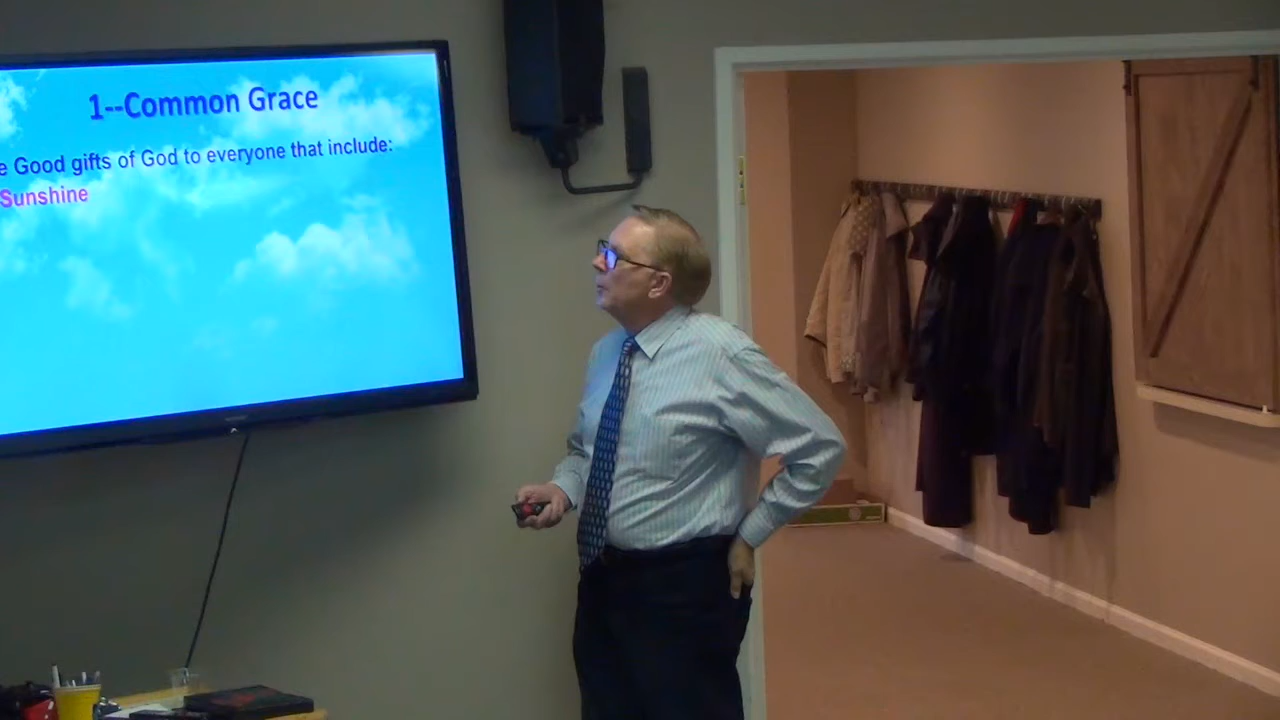 1--Common Grace
e Good gifts of God to everyone that include:
Sunshine